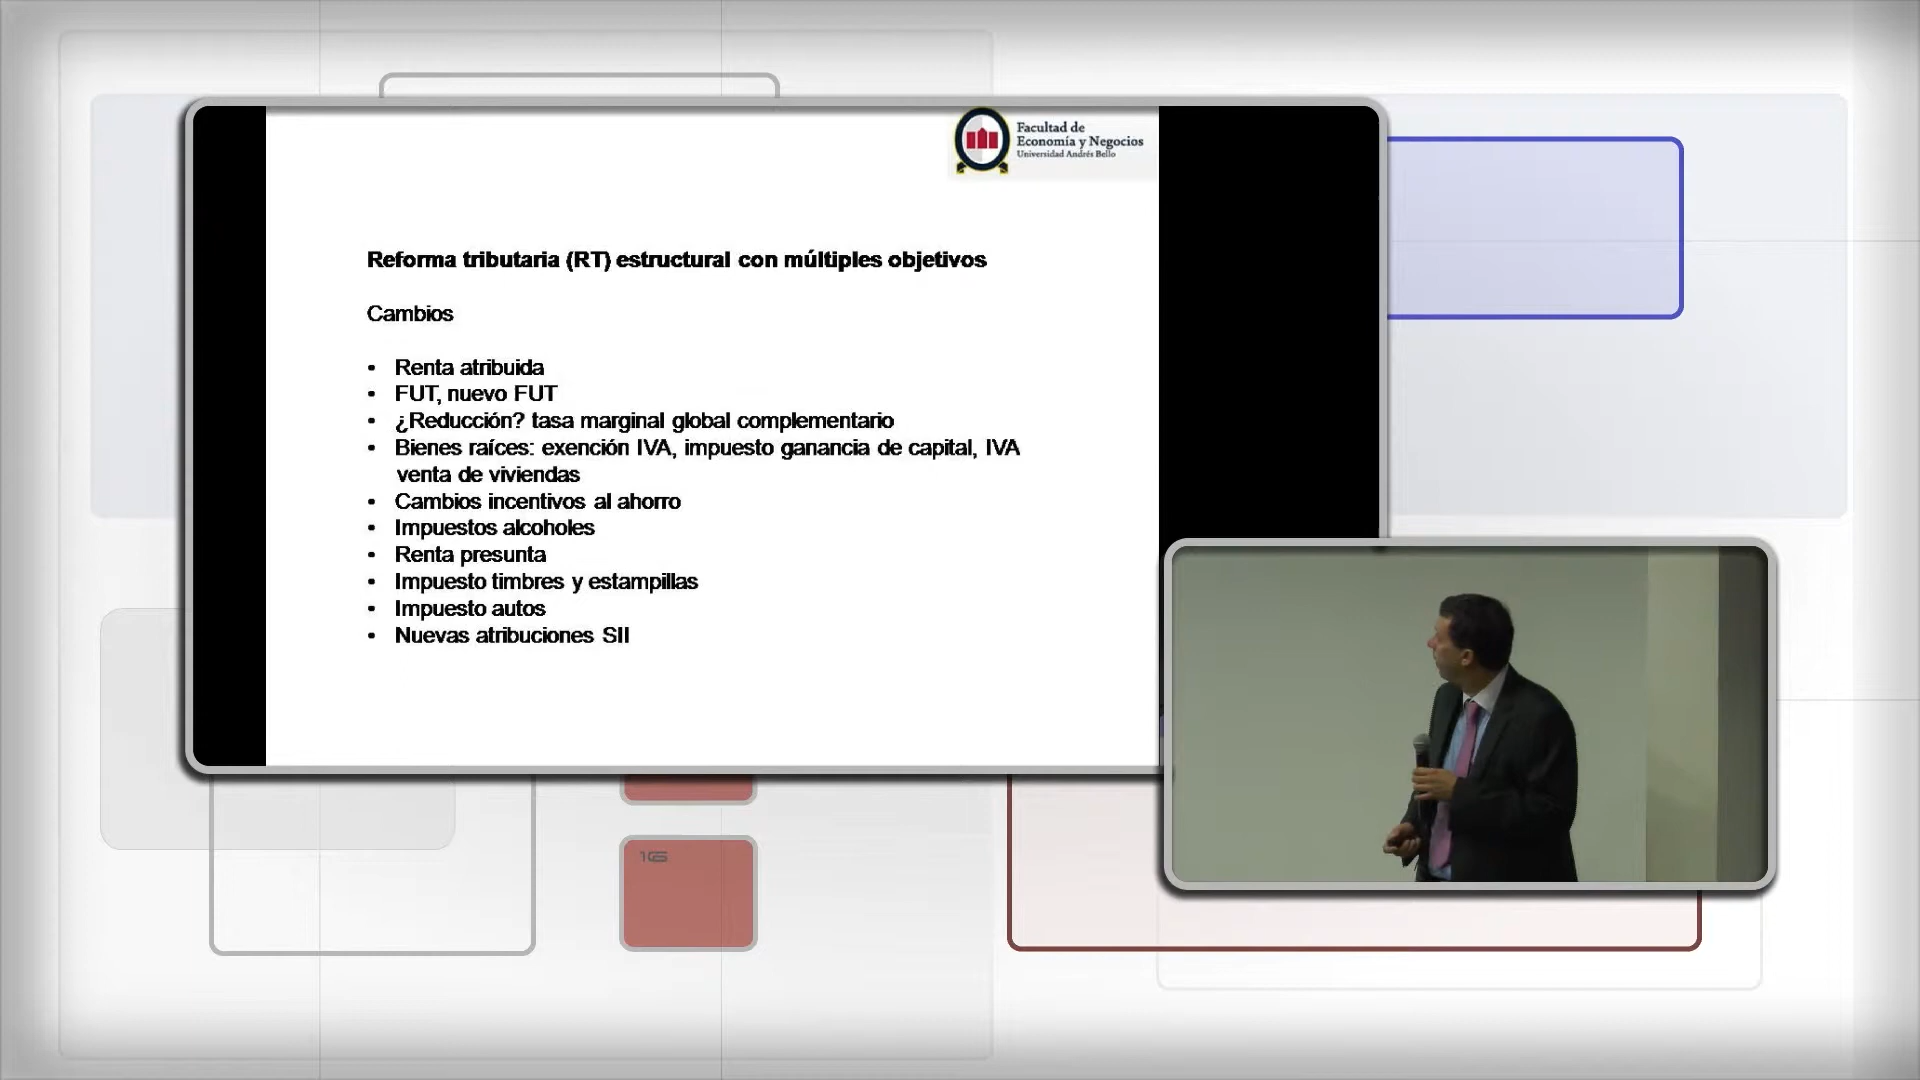 Facultad de
Economía y Negocios
Universidad Andrés Bello
Reforma tributaria (RT) estructural con múltiples objetivos
Cambios
• Renta atribuida
• FUT, nuevo FUT
• ¿Reducción? tasa marginal global complementario
• Bienes raíces: exención IVA, impuesto ganancia de capital, IVA
venta de viviendas
• Cambios incentivos al ahorro
• Impuestos alcoholes
• Renta presunta
• Impuesto timbres y estampillas
• Impuesto autos
• Nuevas atribuciones SII